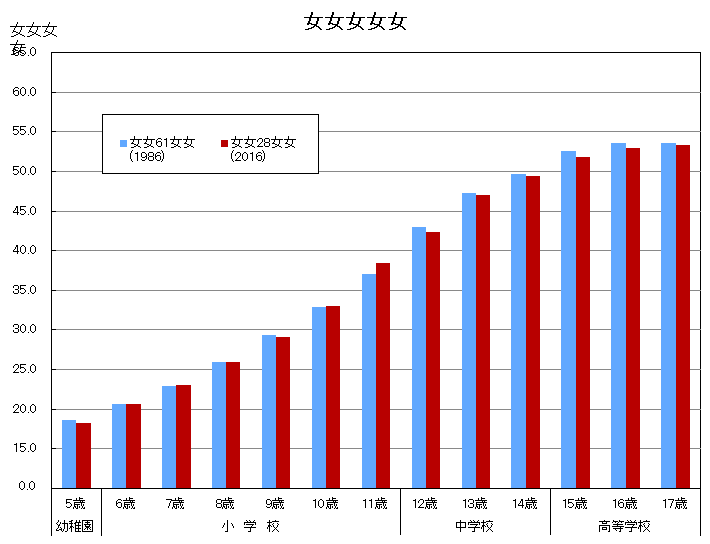 女女女女女
女女女
女
65.0
60.0
55.0
50.0
45.0
40.0
35.0
30.0
25.0
20.0
15.0
0.0
女女61女女
(1986)
女女28女女
(2016)
5歳 6歳 7歳 8歳 9歳 10歳 11歳 12歳 13歳 14歳 15歳 16歳 17歳
幼稚園 小 学 校 中学校 高等学校